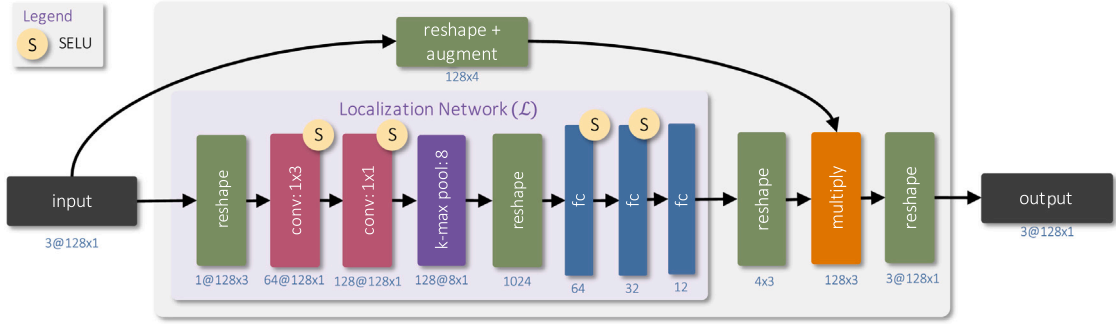 Legend
S
SELU
reshape +
augment
128x4
Localization Network (ℒ)
input
3@128x1
reshape
1@128x3
S
conv: 1x3
64@128x1
S
conv: 1x1
128@128x1
k-max pool: 8
128@8x1
reshape
1024
S
fc
64
S
fc
32
fc
12
reshape
4x3
multiply
128x3
reshape
3@128x1
output
3@128x1